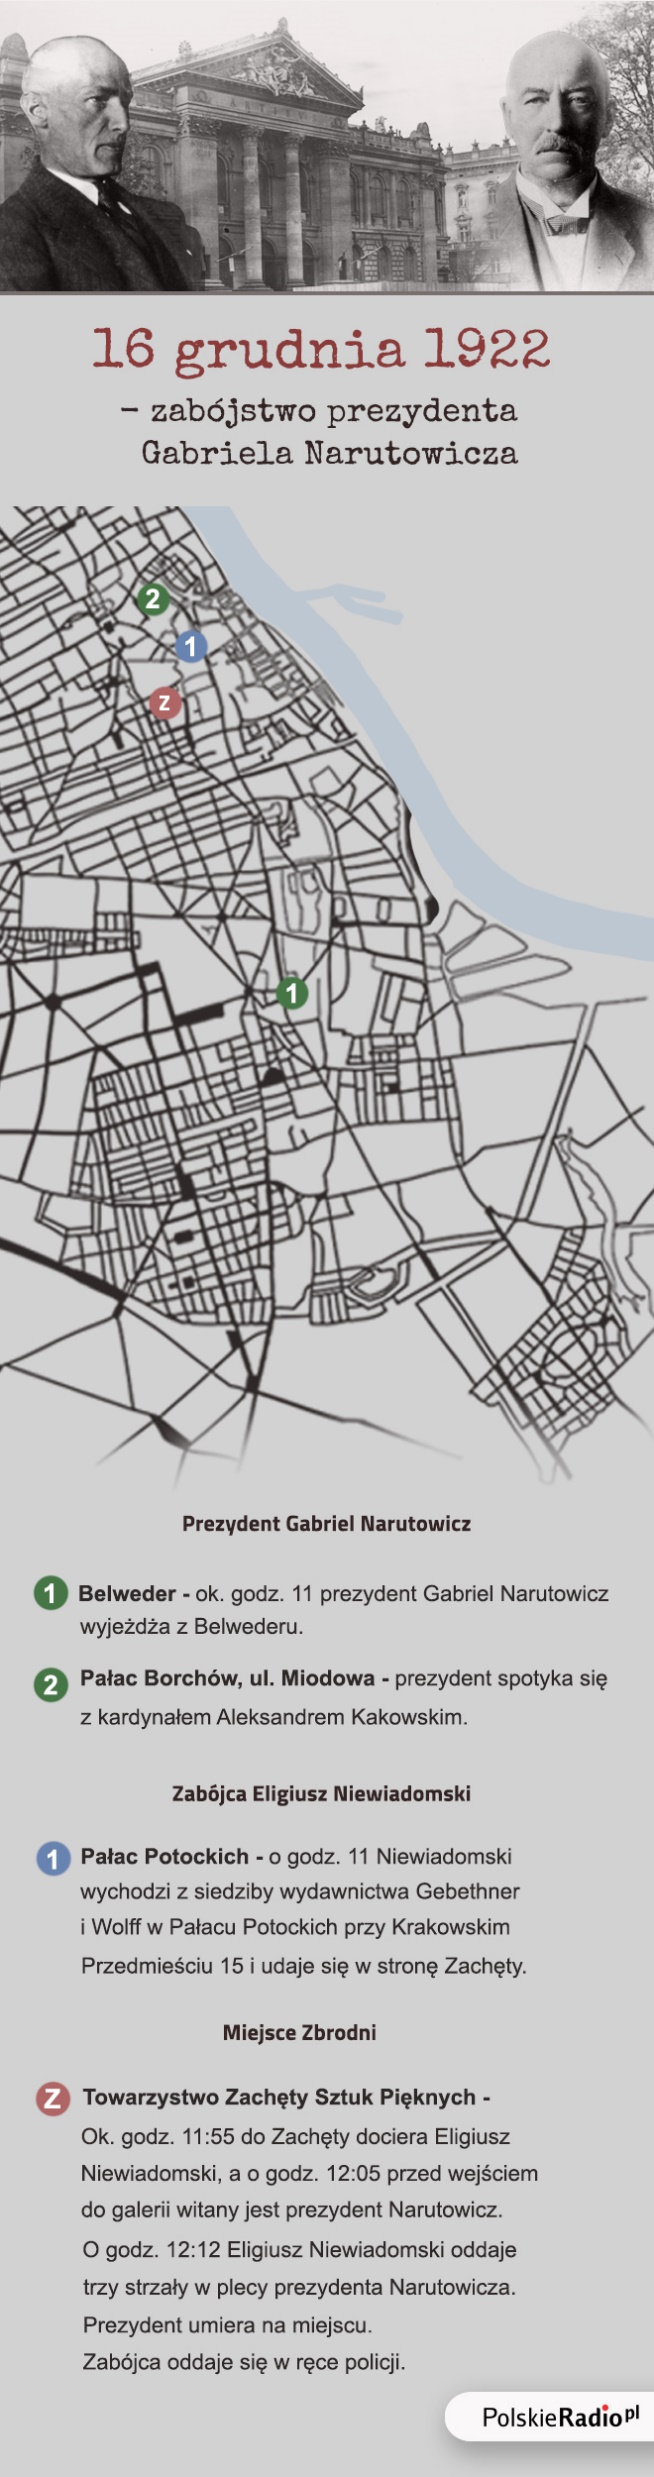 ARTIBUS
16 grudnia 1922
– zabójstwo prezydenta
Gabriela Narutowicza
2
1
Z
1
Prezydent Gabriel Narutowicz
1 Belweder - ok. godz. 11 prezydent Gabriel Narutowicz
wyjeżdża z Belwederu.
2 Pałac Borchów, ul. Miodowa - prezydent spotyka się
z kardynałem Aleksandrem Kakowskim.
Zabójca Eligiusz Niewiadomski
1 Pałac Potockich - o godz. 11 Niewiadomski
wychodzi z siedziby wydawnictwa Gebethner
i Wolff w Pałacu Potockich przy Krakowskim
Przedmieściu 15 i udaje się w stronę Zachęty.
Miejsce Zbrodni
Z Towarzystwo Zachęty Sztuk Pięknych -
Ok. godz. 11:55 do Zachęty dociera Eligiusz
Niewiadomski, a o godz. 12:05 przed wejściem
do galerii witany jest prezydent Narutowicz.
O godz. 12:12 Eligiusz Niewiadomski oddaje
trzy strzały w plecy prezydenta Narutowicza.
Prezydent umiera na miejscu.
Zabójca oddaje się w ręce policji.
PolskieRadio.pl